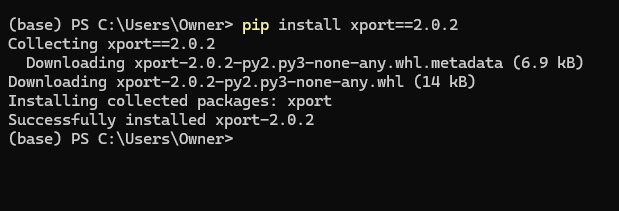 (base) PS C:\Users\Owner> pip install xport==2.0.2
Collecting xport==2.0.2
  Downloading xport-2.0.2-py2.py3-none-any.whl.metadata (6.9 kB)
Downloading xport-2.0.2-py2.py3-none-any.whl (14 kB)
Installing collected packages: xport
Successfully installed xport-2.0.2
(base) PS C:\Users\Owner>